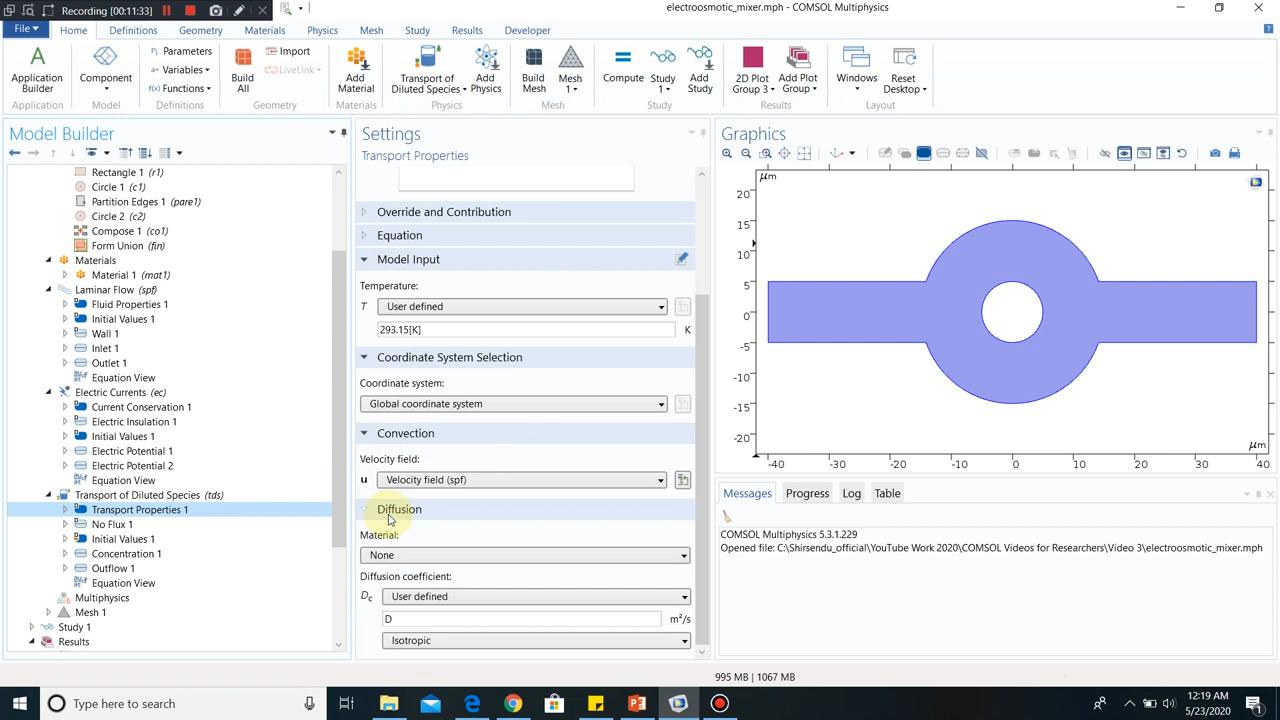 Recording [00:11:33]
electroosmotic_mixer.mph - COMSOL Multiphysics
File
Home
Definitions
Geometry
Materials
Physics
Mesh
Study
Results
Developer
Application Builder
Application
Component
Model
Parameters
Variables
Functions
Definitions
Build All
Import
LiveLink
Geometry
Add Material
Materials
Transport of Diluted Species
Add Physics
Physics
Build Mesh
Mesh 1
Mesh
Compute
Study 1
Add Study
Study
2D Plot Group 3
Add Plot Group
Results
Windows
Reset Desktop
Layout
Model Builder
Rectangle 1 (r1)
Circle 1 (c1)
Partition Edges 1 (pare1)
Circle 2 (c2)
Compose 1 (co1)
Form Union (fin)
Materials
Material 1 (mat1)
Laminar Flow (spf)
Fluid Properties 1
Initial Values 1
Wall 1
Inlet 1
Outlet 1
Equation View
Electric Currents (ec)
Current Conservation 1
Electric Insulation 1
Initial Values 1
Electric Potential 1
Electric Potential 2
Equation View
Transport of Diluted Species (tds)
Transport Properties 1
No Flux 1
Initial Values 1
Concentration 1
Outflow 1
Equation View
Multiphysics
Mesh 1
Study 1
Results
Settings
Transport Properties
Override and Contribution
Equation
Model Input
Temperature:
T User defined
293.15[K] K
Coordinate System Selection
Coordinate system:
Global coordinate system
Convection
Velocity field:
u Velocity field (spf)
Diffusion
Material:
None
Diffusion coefficient:
Dc User defined
D m²/s
Isotropic
Graphics
μm
20
15
10
5
0
-5
-10
-15
-20
μm
-40 -20 0 20 40
Messages
Progress
Log
Table
COMSOL Multiphysics 5.3.1.229
Opened file: C:\Shirsendu_official\YouTube Work 2020\COMSOL Videos for Researchers\Video 3\electroosmotic_mixer.mph
995 MB | 1067 MB
Type here to search
12:19 AM
5/23/2020